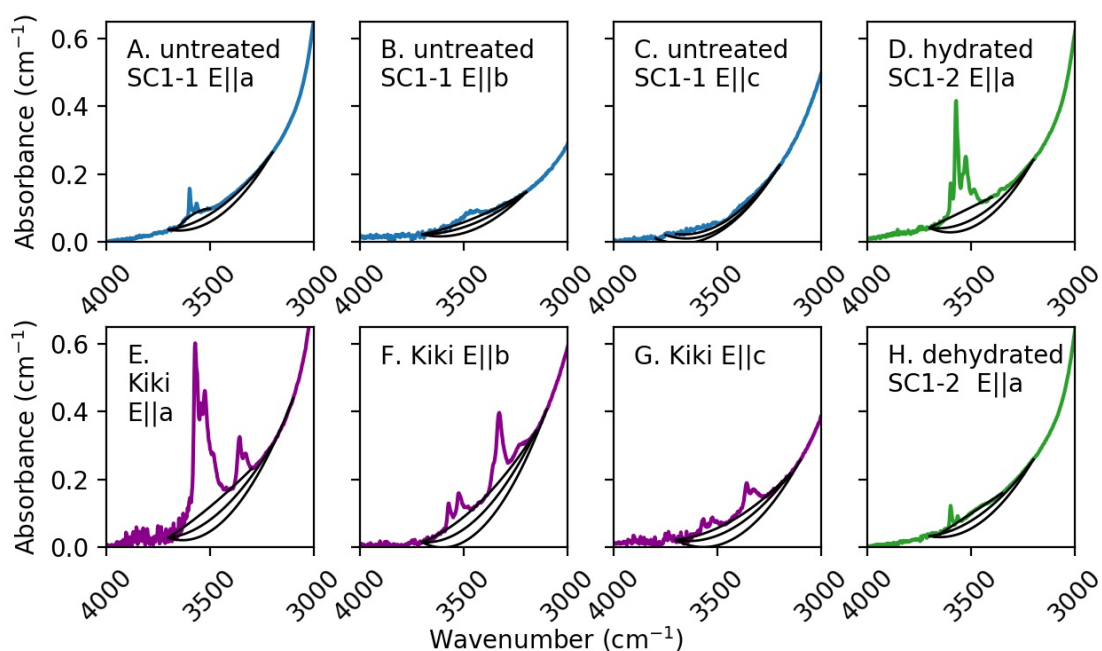 A. untreated
SC1-1 E||a
B. untreated
SC1-1 E||b
C. untreated
SC1-1 E||c
D. hydrated
SC1-2 E||a
Absorbance (cm⁻¹)
0.6
0.4
0.2
0.0
4000 3500 3000
4000 3500 3000
4000 3500 3000
4000 3500 3000
E.
Kiki
E||a
F. Kiki E||b
G. Kiki E||c
H. dehydrated
SC1-2 E||a
Absorbance (cm⁻¹)
0.6
0.4
0.2
0.0
4000 3500 3000
4000 3500 3000
4000 3500 3000
4000 3500 3000
Wavenumber (cm⁻¹)